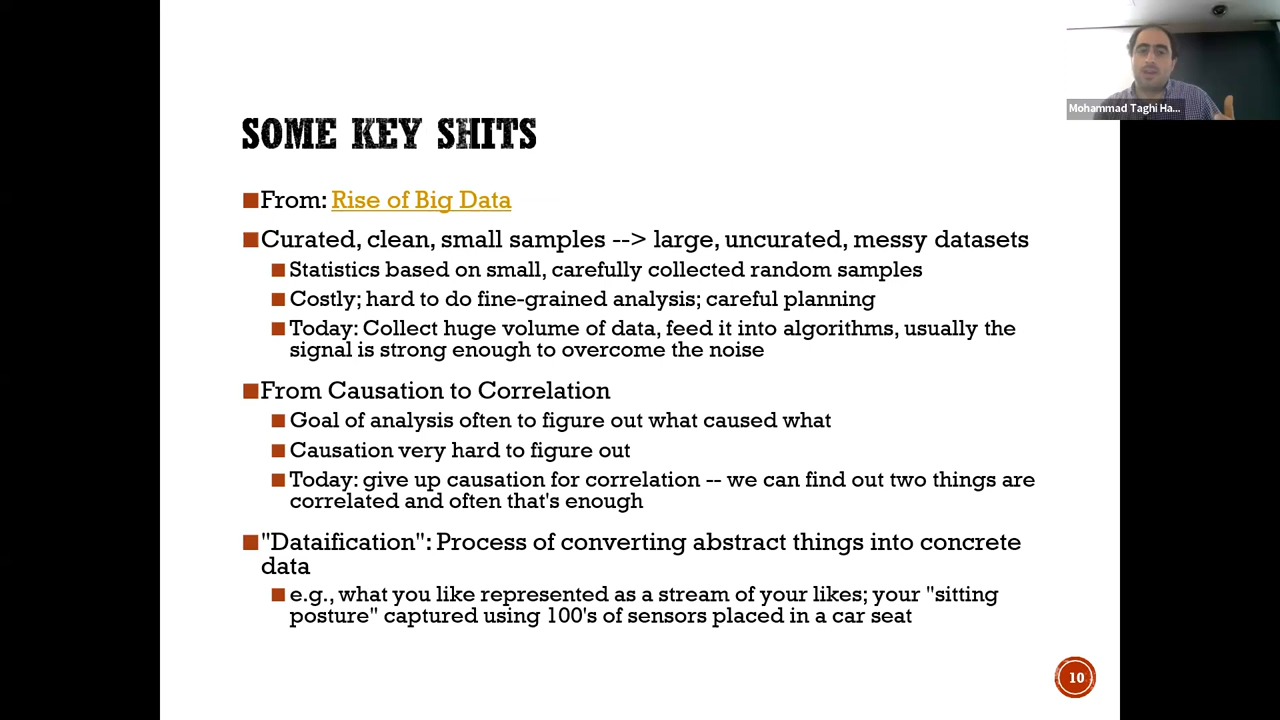 Mohammad Taghi Ha...
SOME KEY SHITS
From: Rise of Big Data
Curated, clean, small samples --> large, uncurated, messy datasets
Statistics based on small, carefully collected random samples
Costly; hard to do fine-grained analysis; careful planning
Today: Collect huge volume of data, feed it into algorithms, usually the
signal is strong enough to overcome the noise
From Causation to Correlation
Goal of analysis often to figure out what caused what
Causation very hard to figure out
Today: give up causation for correlation -- we can find out two things are
correlated and often that's enough
"Dataification": Process of converting abstract things into concrete
data
e.g., what you like represented as a stream of your likes; your "sitting
posture" captured using 100's of sensors placed in a car seat
10